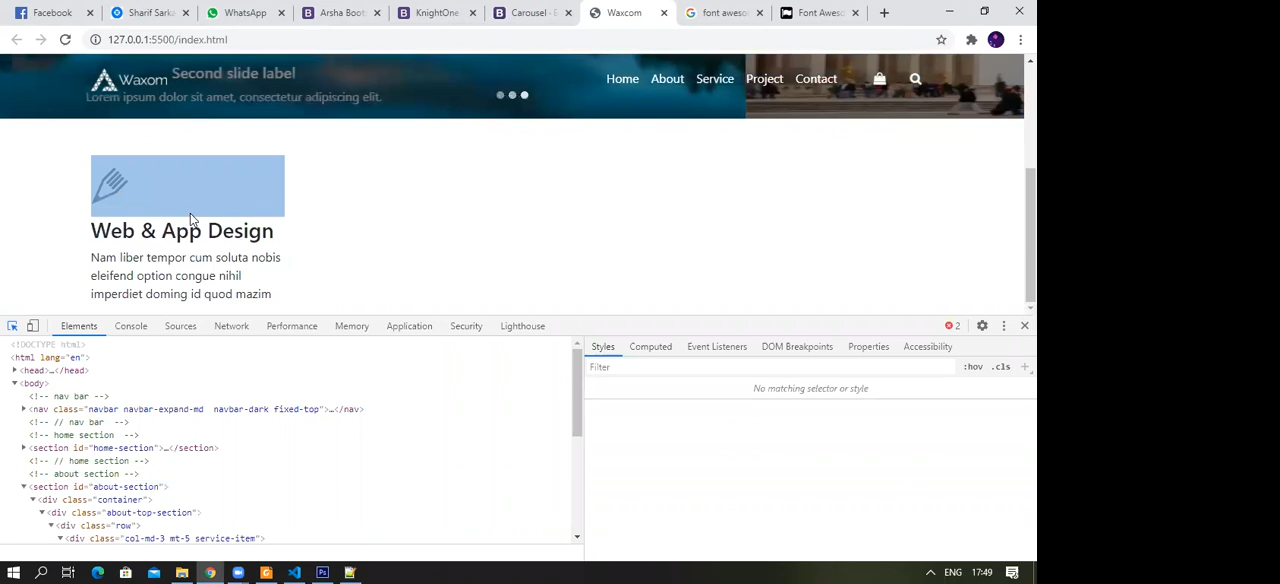 Facebook
Sharif Sark
WhatsApp
Arsha Boot
KnightOne
Carousel · E
Waxcom
font aweso
Font Aweso
127.0.0.1:5500/index.html
Waxom
Second slide label
Lorem ipsum dolor sit amet, consectetur adipiscing elit.
Home About Service Project Contact
Web & App Design
Nam liber tempor cum soluta nobis
eleifend option congue nihil
imperdiet doming id quod mazim
Elements Console Sources Network Performance Memory Application Security Lighthouse
2
<!DOCTYPE html>
<html lang="en">
<head>…</head>
<body>
<!-- nav bar -->
<nav class="navbar navbar-expand-md  navbar-dark fixed-top">…</nav>
<!-- // nav bar  -->
<!-- home section  -->
<section id="home-section">…</section>
<!-- // home section -->
<!-- about section -->
<section id="about-section">
<div class="container">
<div class="about-top-section">
<div class="row">
<div class="col-md-3 mt-5 service-item">
Styles Computed Event Listeners DOM Breakpoints Properties Accessibility
Filter
:hov .cls
No matching selector or style
ENG 17:49